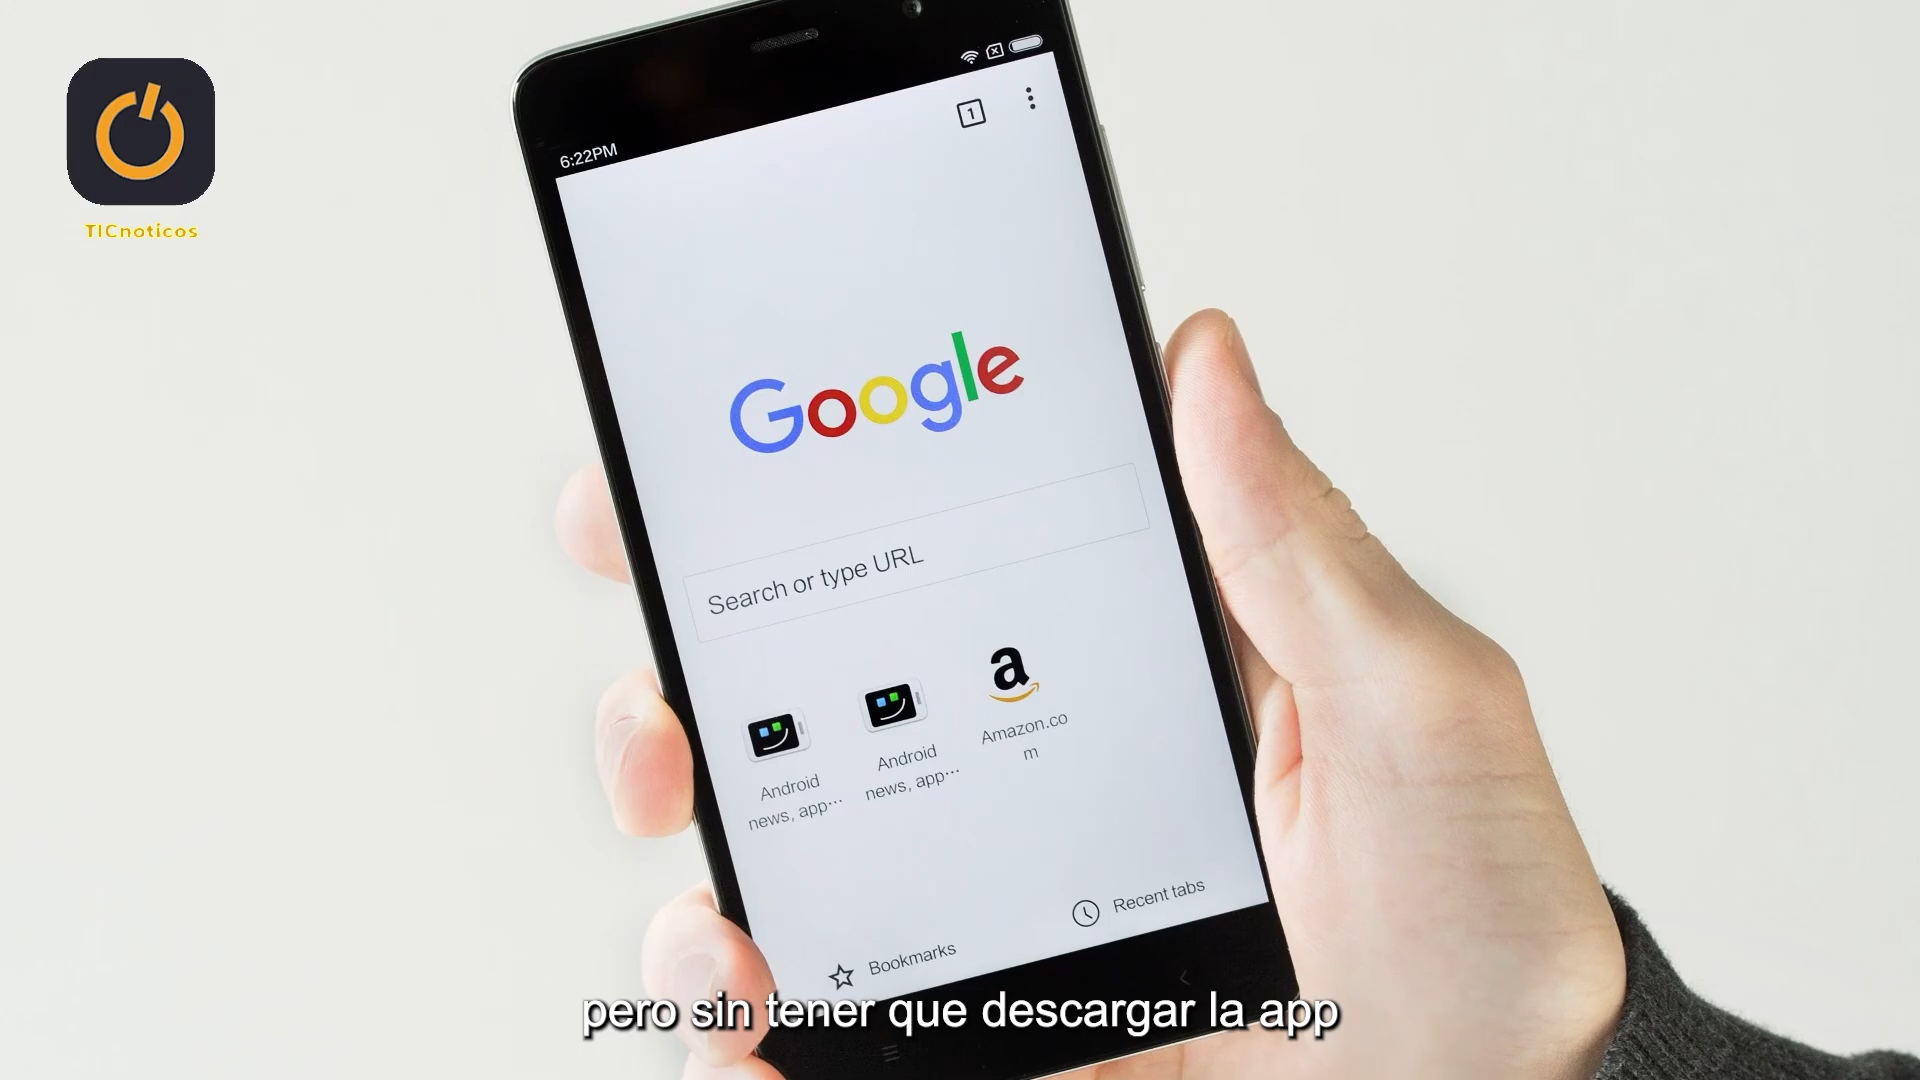 TICnoticos
6:22PM
1
Google
Search or type URL
Android
news, app...
Android
news, app...
Amazon.co
m
Recent tabs
Bookmarks
pero sin tener que descargar la app